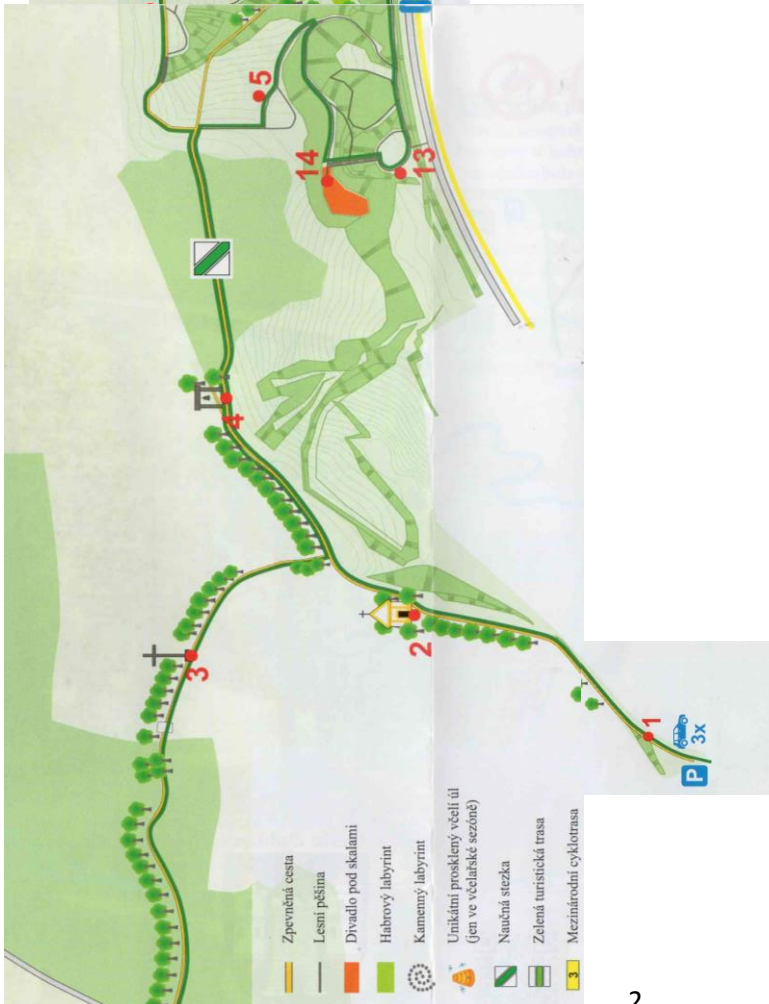 5
14
13
4
3
2
1
3x
P
Zpevněná cesta
Lesní pěšina
Divadlo pod skalami
Habrový labyrint
Kamenný labyrint
Unikátní prosklený včelí úl
(jen ve včelařské sezóně)
Naučná stezka
Zelená turistická trasa
3 Mezinárodní cyklotrasa
2